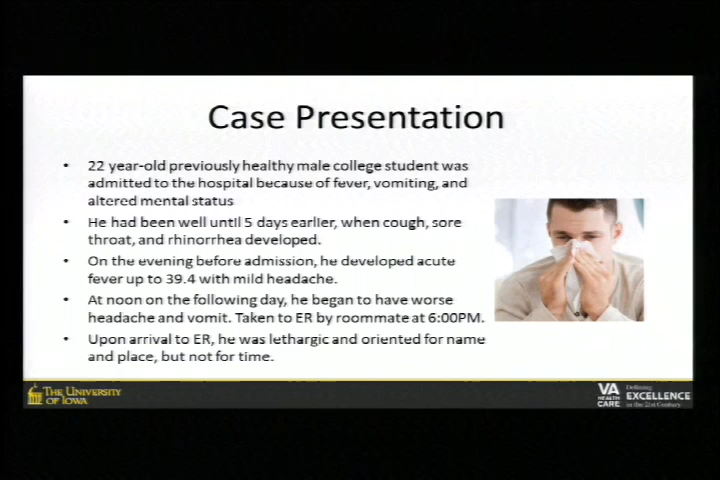 Case Presentation
• 22 year-old previously healthy male college student was
admitted to the hospital because of fever, vomiting, and
altered mental status
• He had been well until 5 days earlier, when cough, sore
throat, and rhinorrhea developed.
• On the evening before admission, he developed acute
fever up to 39.4 with mild headache.
• At noon on the following day, he began to have worse
headache and vomit. Taken to ER by roommate at 6:00PM.
• Upon arrival to ER, he was lethargic and oriented for name
and place, but not for time.
THE UNIVERSITY
OF IOWA
VA
HEALTH
CARE
Defining
EXCELLENCE
in the 21st Century